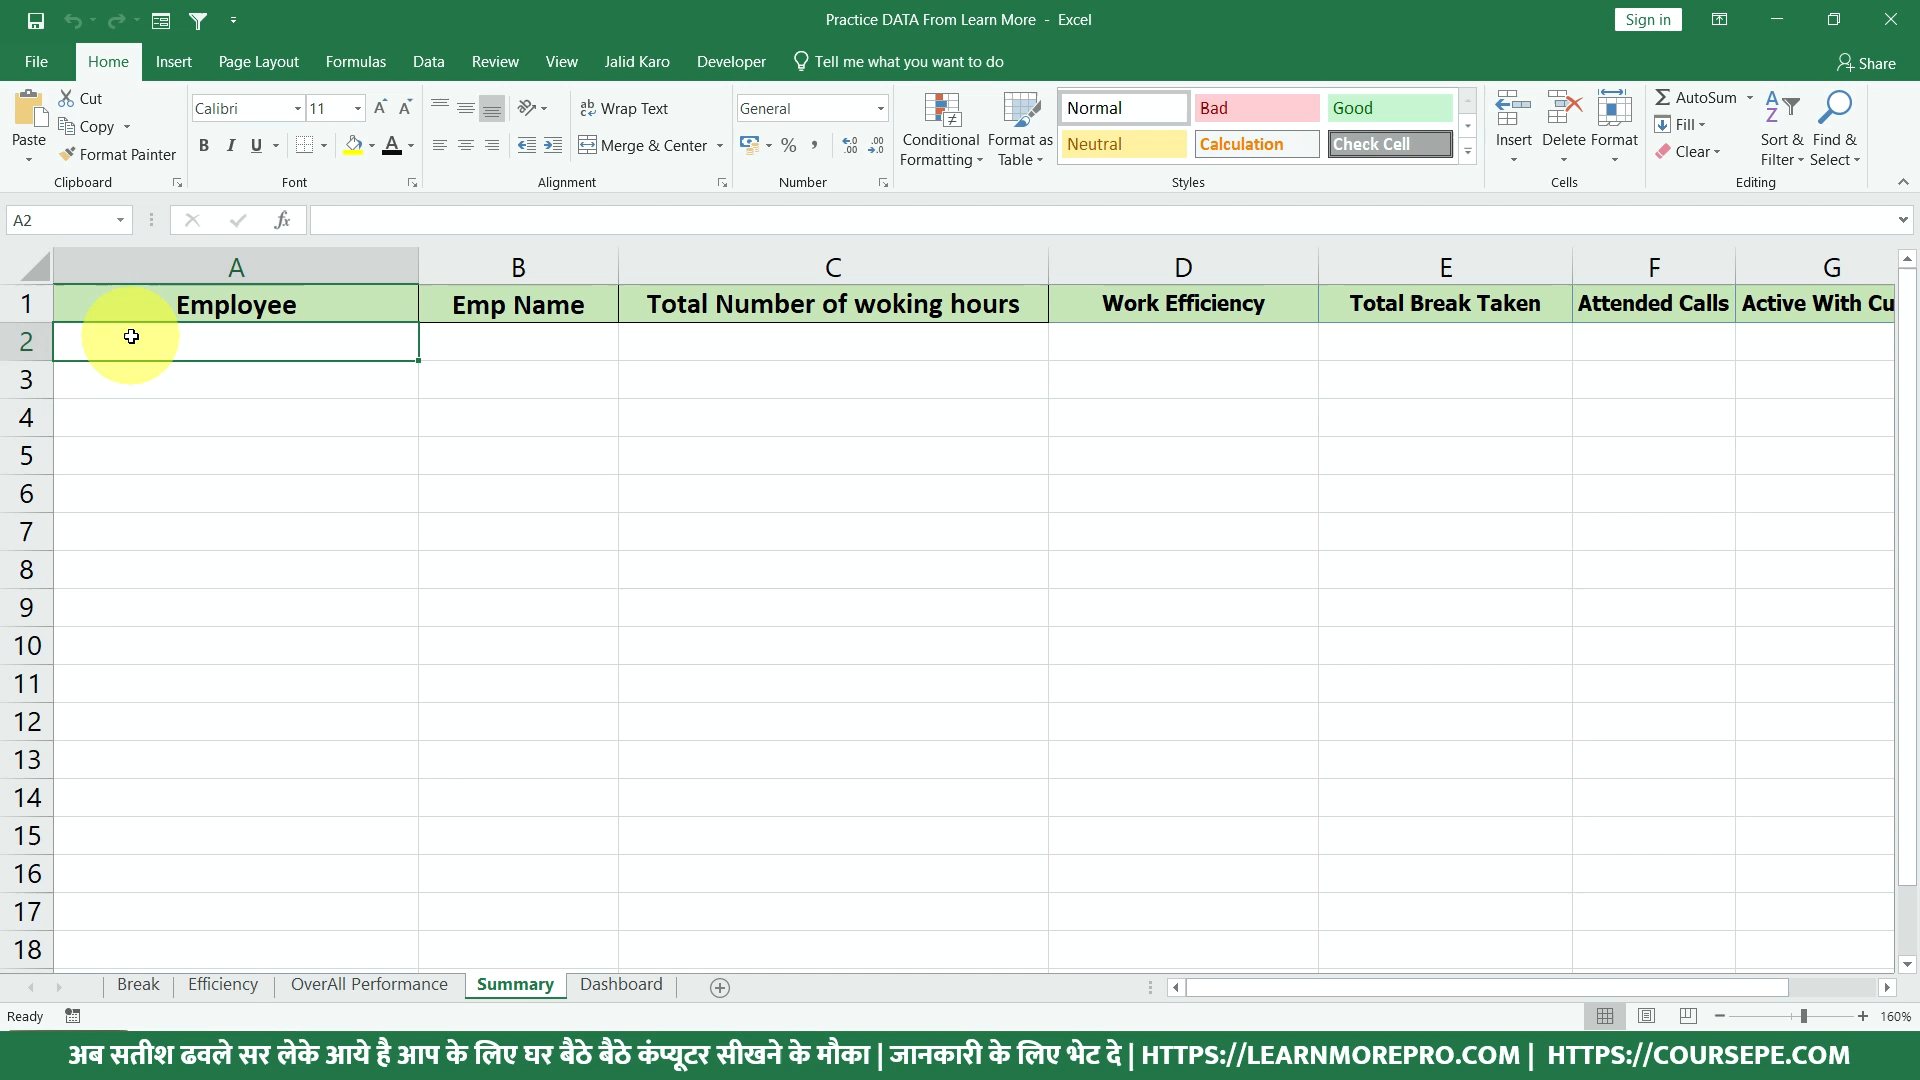 Practice DATA From Learn More - Excel
Sign in
File Home Insert Page Layout Formulas Data Review View Jalid Karo Developer Tell me what you want to do Share
Paste
Cut
Copy
Format Painter
Clipboard
Calibri 11
B I U
Font
Wrap Text
Merge & Center
Alignment
General
%
Number
Conditional Formatting
Format as Table
Normal Bad Good
Neutral Calculation Check Cell
Styles
Insert Delete Format
Cells
AutoSum
Fill
Clear
Sort & Filter
Find & Select
Editing
A2 fx
A B C D E F G
1 Employee Emp Name Total Number of woking hours Work Efficiency Total Break Taken Attended Calls Active With Cu
2
3
4
5
6
7
8
9
10
11
12
13
14
15
16
17
18
Break Efficiency OverAll Performance Summary Dashboard
Ready 160%
अब सतीश ढवले सर लेके आये है आप के लिए घर बैठे बैठे कंप्यूटर सीखने के मौका | जानकारी के लिए भेट दे | HTTPS://LEARNMOREPRO.COM | HTTPS://COURSEPE.COM